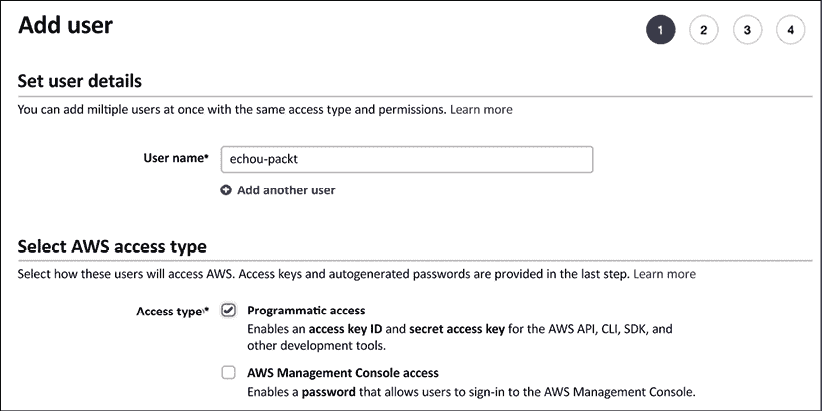 Add user
1 2 3 4
Set user details
You can add miltiple users at once with the same access type and permissions. Learn more
User name*
echou-packt
Add another user
Select AWS access type
Select how these users will access AWS. Access keys and autogenerated passwords are provided in the last step. Learn more
Access type*
Programmatic access
Enables an access key ID and secret access key for the AWS API, CLI, SDK, and
other development tools.
AWS Management Console access
Enables a password that allows users to sign-in to the AWS Management Console.